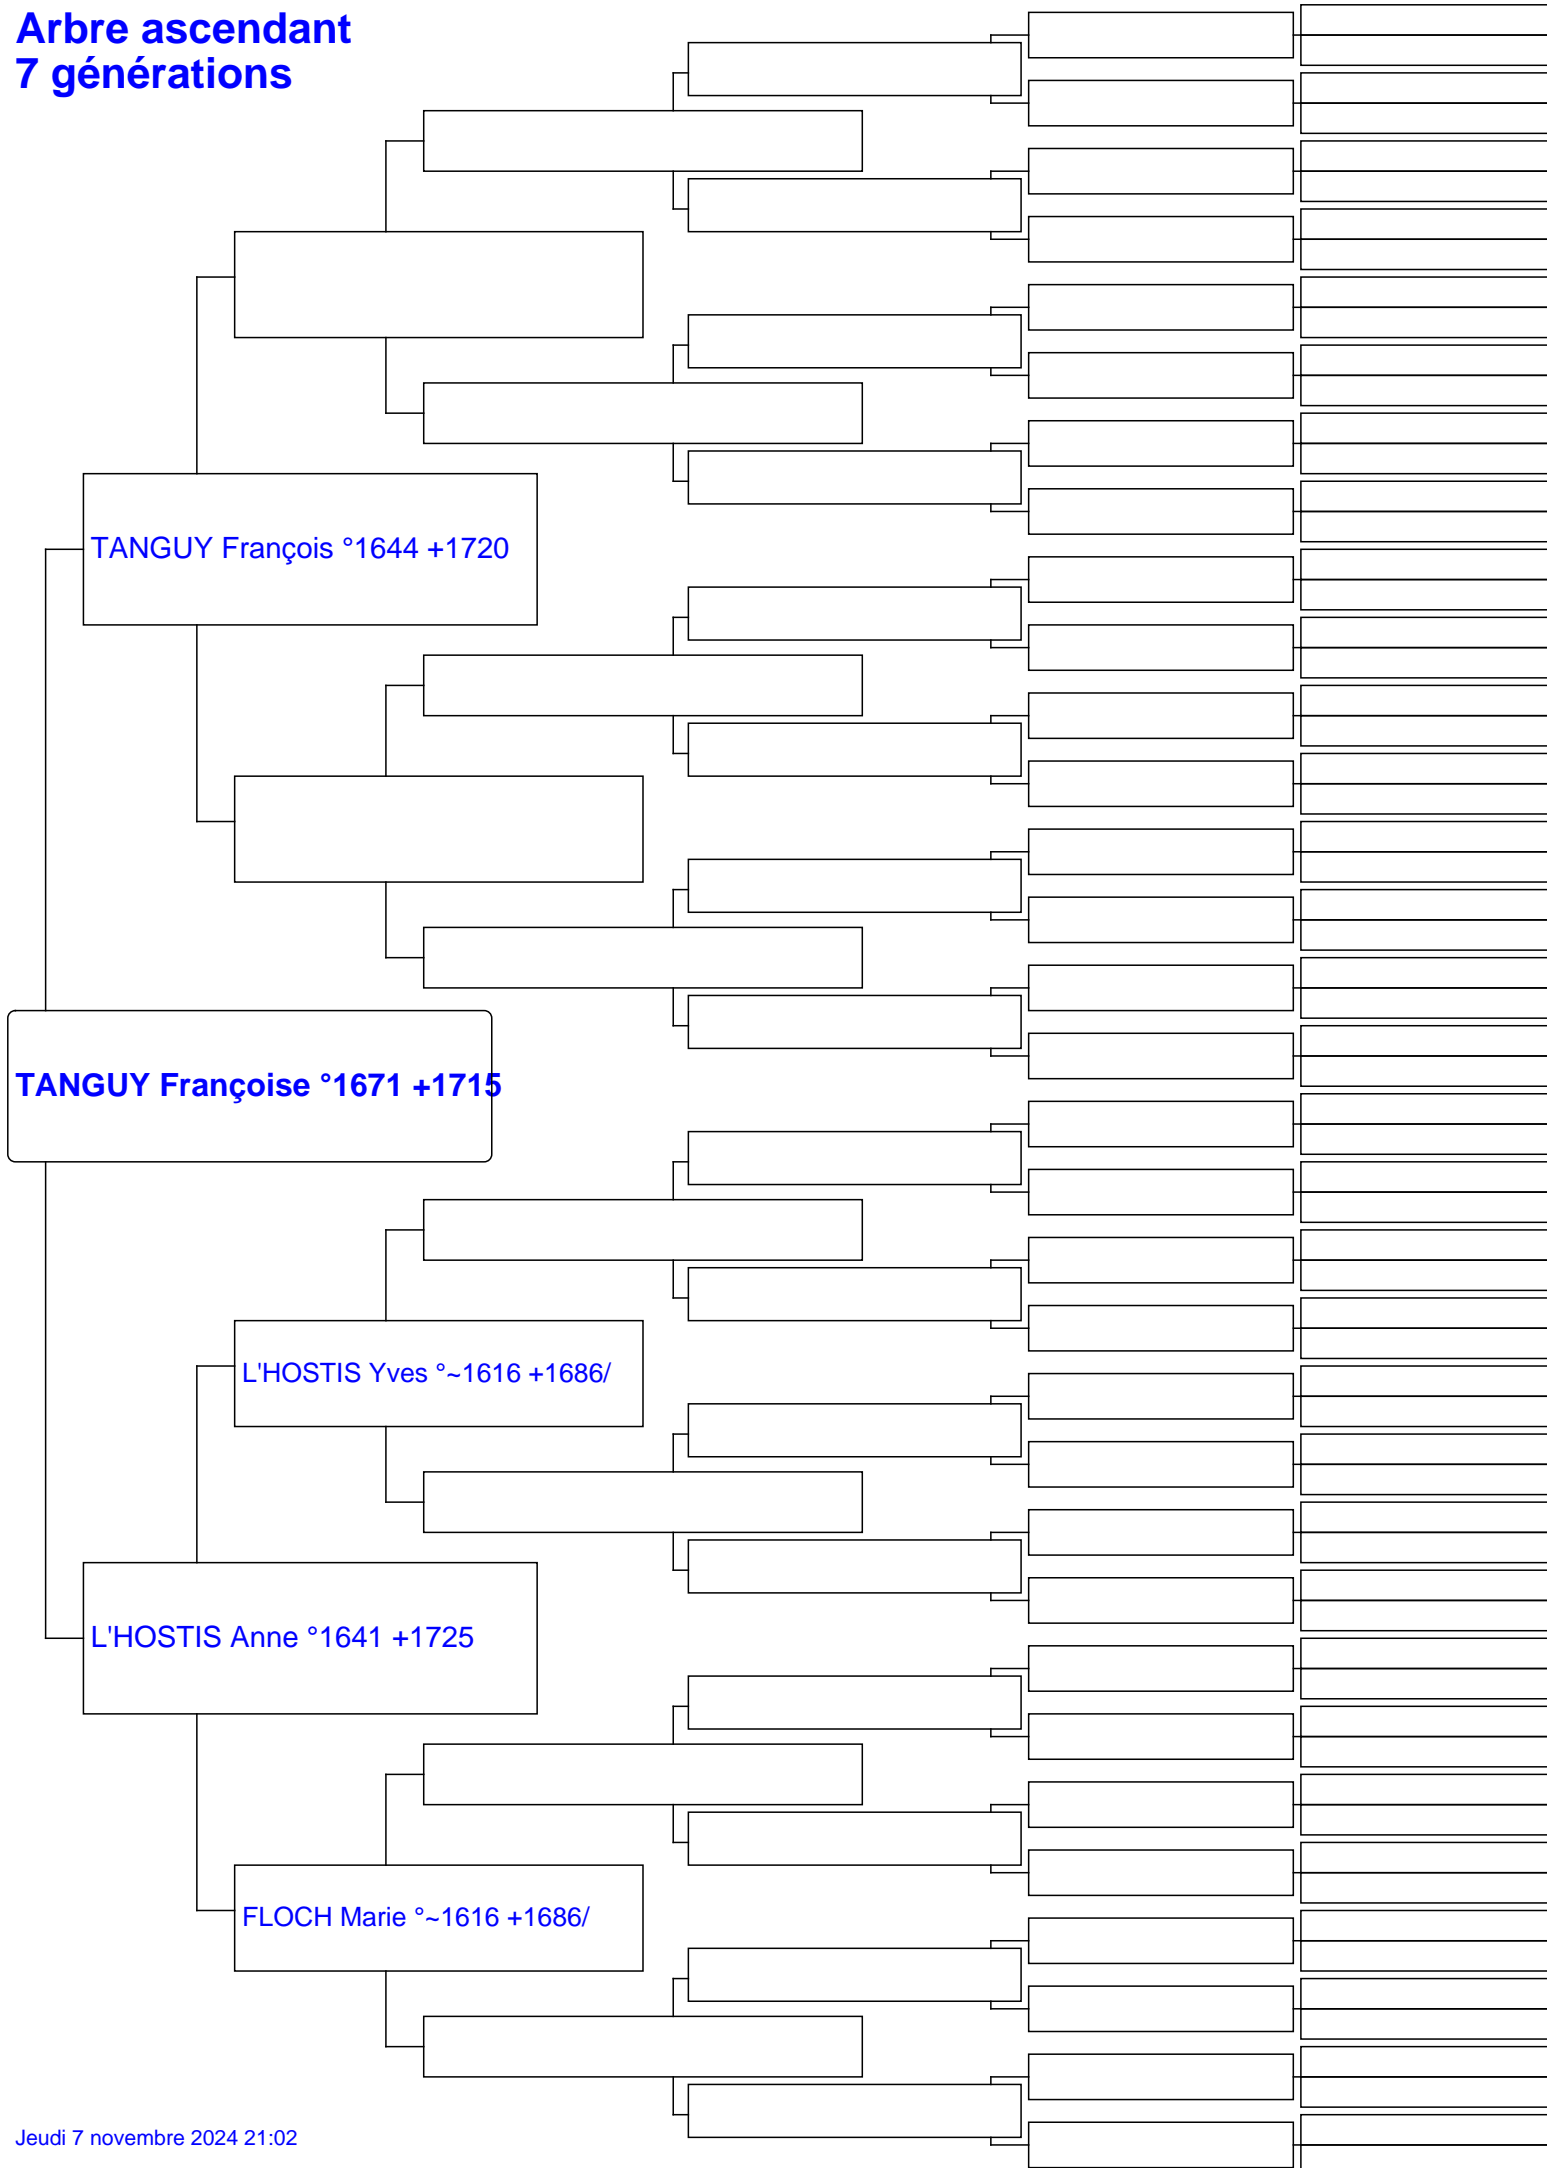 Arbre ascendant
7 générations
TANGUY François °1644 +1720
TANGUY Françoise °1671 +1715
L'HOSTIS Yves °~1616 +1686/
L'HOSTIS Anne °1641 +1725
FLOCH Marie °~1616 +1686/
Jeudi 7 novembre 2024 21:02